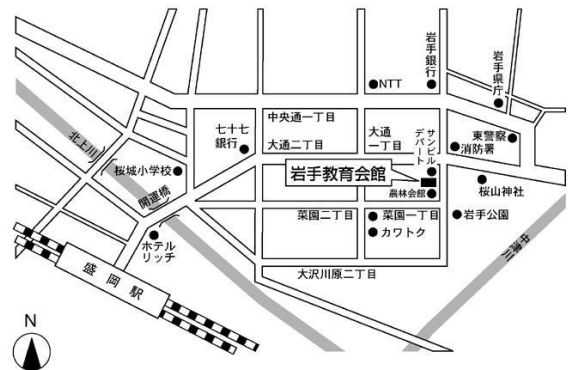 NTT
岩手銀行
岩手県庁
中央通一丁目
七十七
銀行
大通二丁目
大通
一丁目
サンビル
デパート
東警察
消防署
北上川
桜城小学校
岩手教育会館
農林会館
桜山神社
開運橋
菜園二丁目
菜園一丁目
岩手公園
カワトク
ホテル
リッチ
中津川
盛岡駅
大沢川原二丁目
N